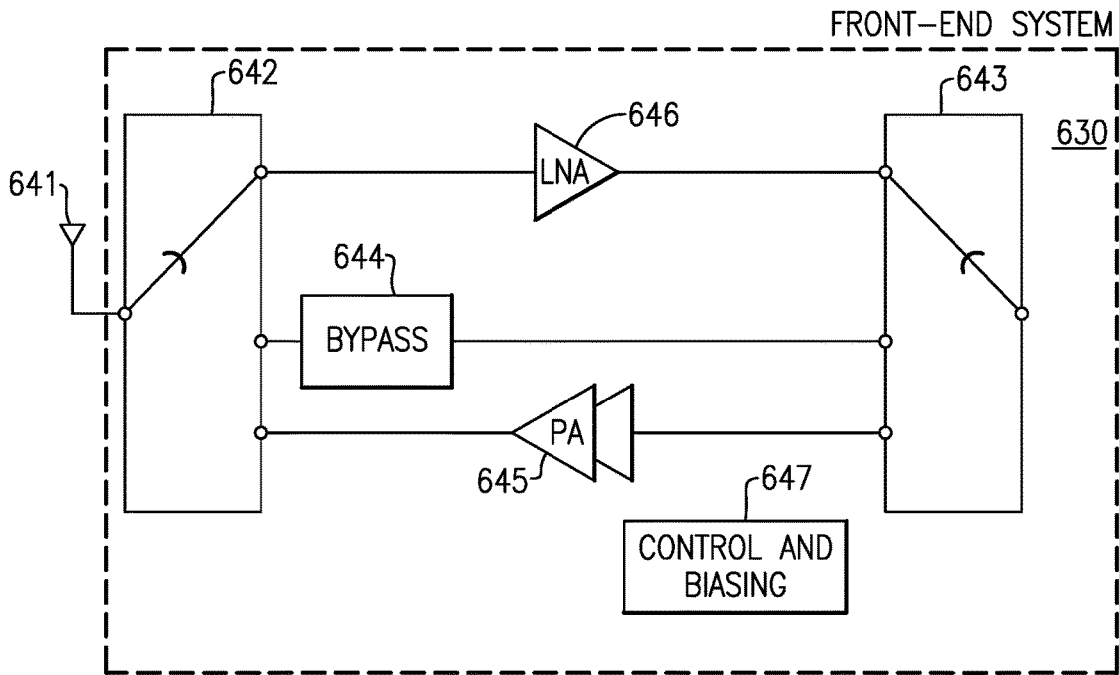 FRONT-END SYSTEM
642
643
646
630
LNA
641
644
BYPASS
PA
645
647
CONTROL AND
BIASING